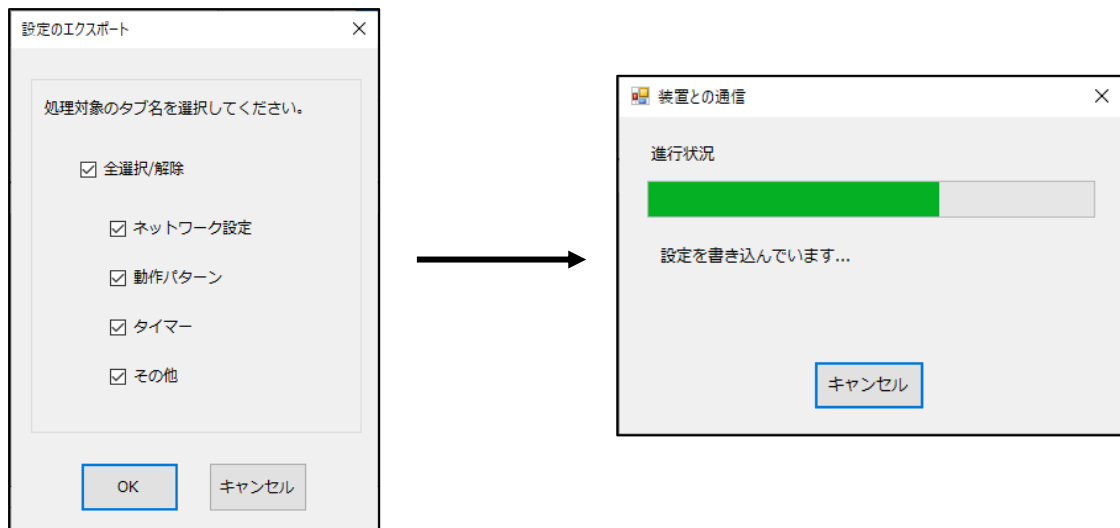 設定のエクスポート
処理対象のタブ名を選択してください。
全選択/解除
ネットワーク設定
動作パターン
タイマー
その他
OK
キャンセル
装置との通信
進行状況
設定を書き込んでいます...
キャンセル